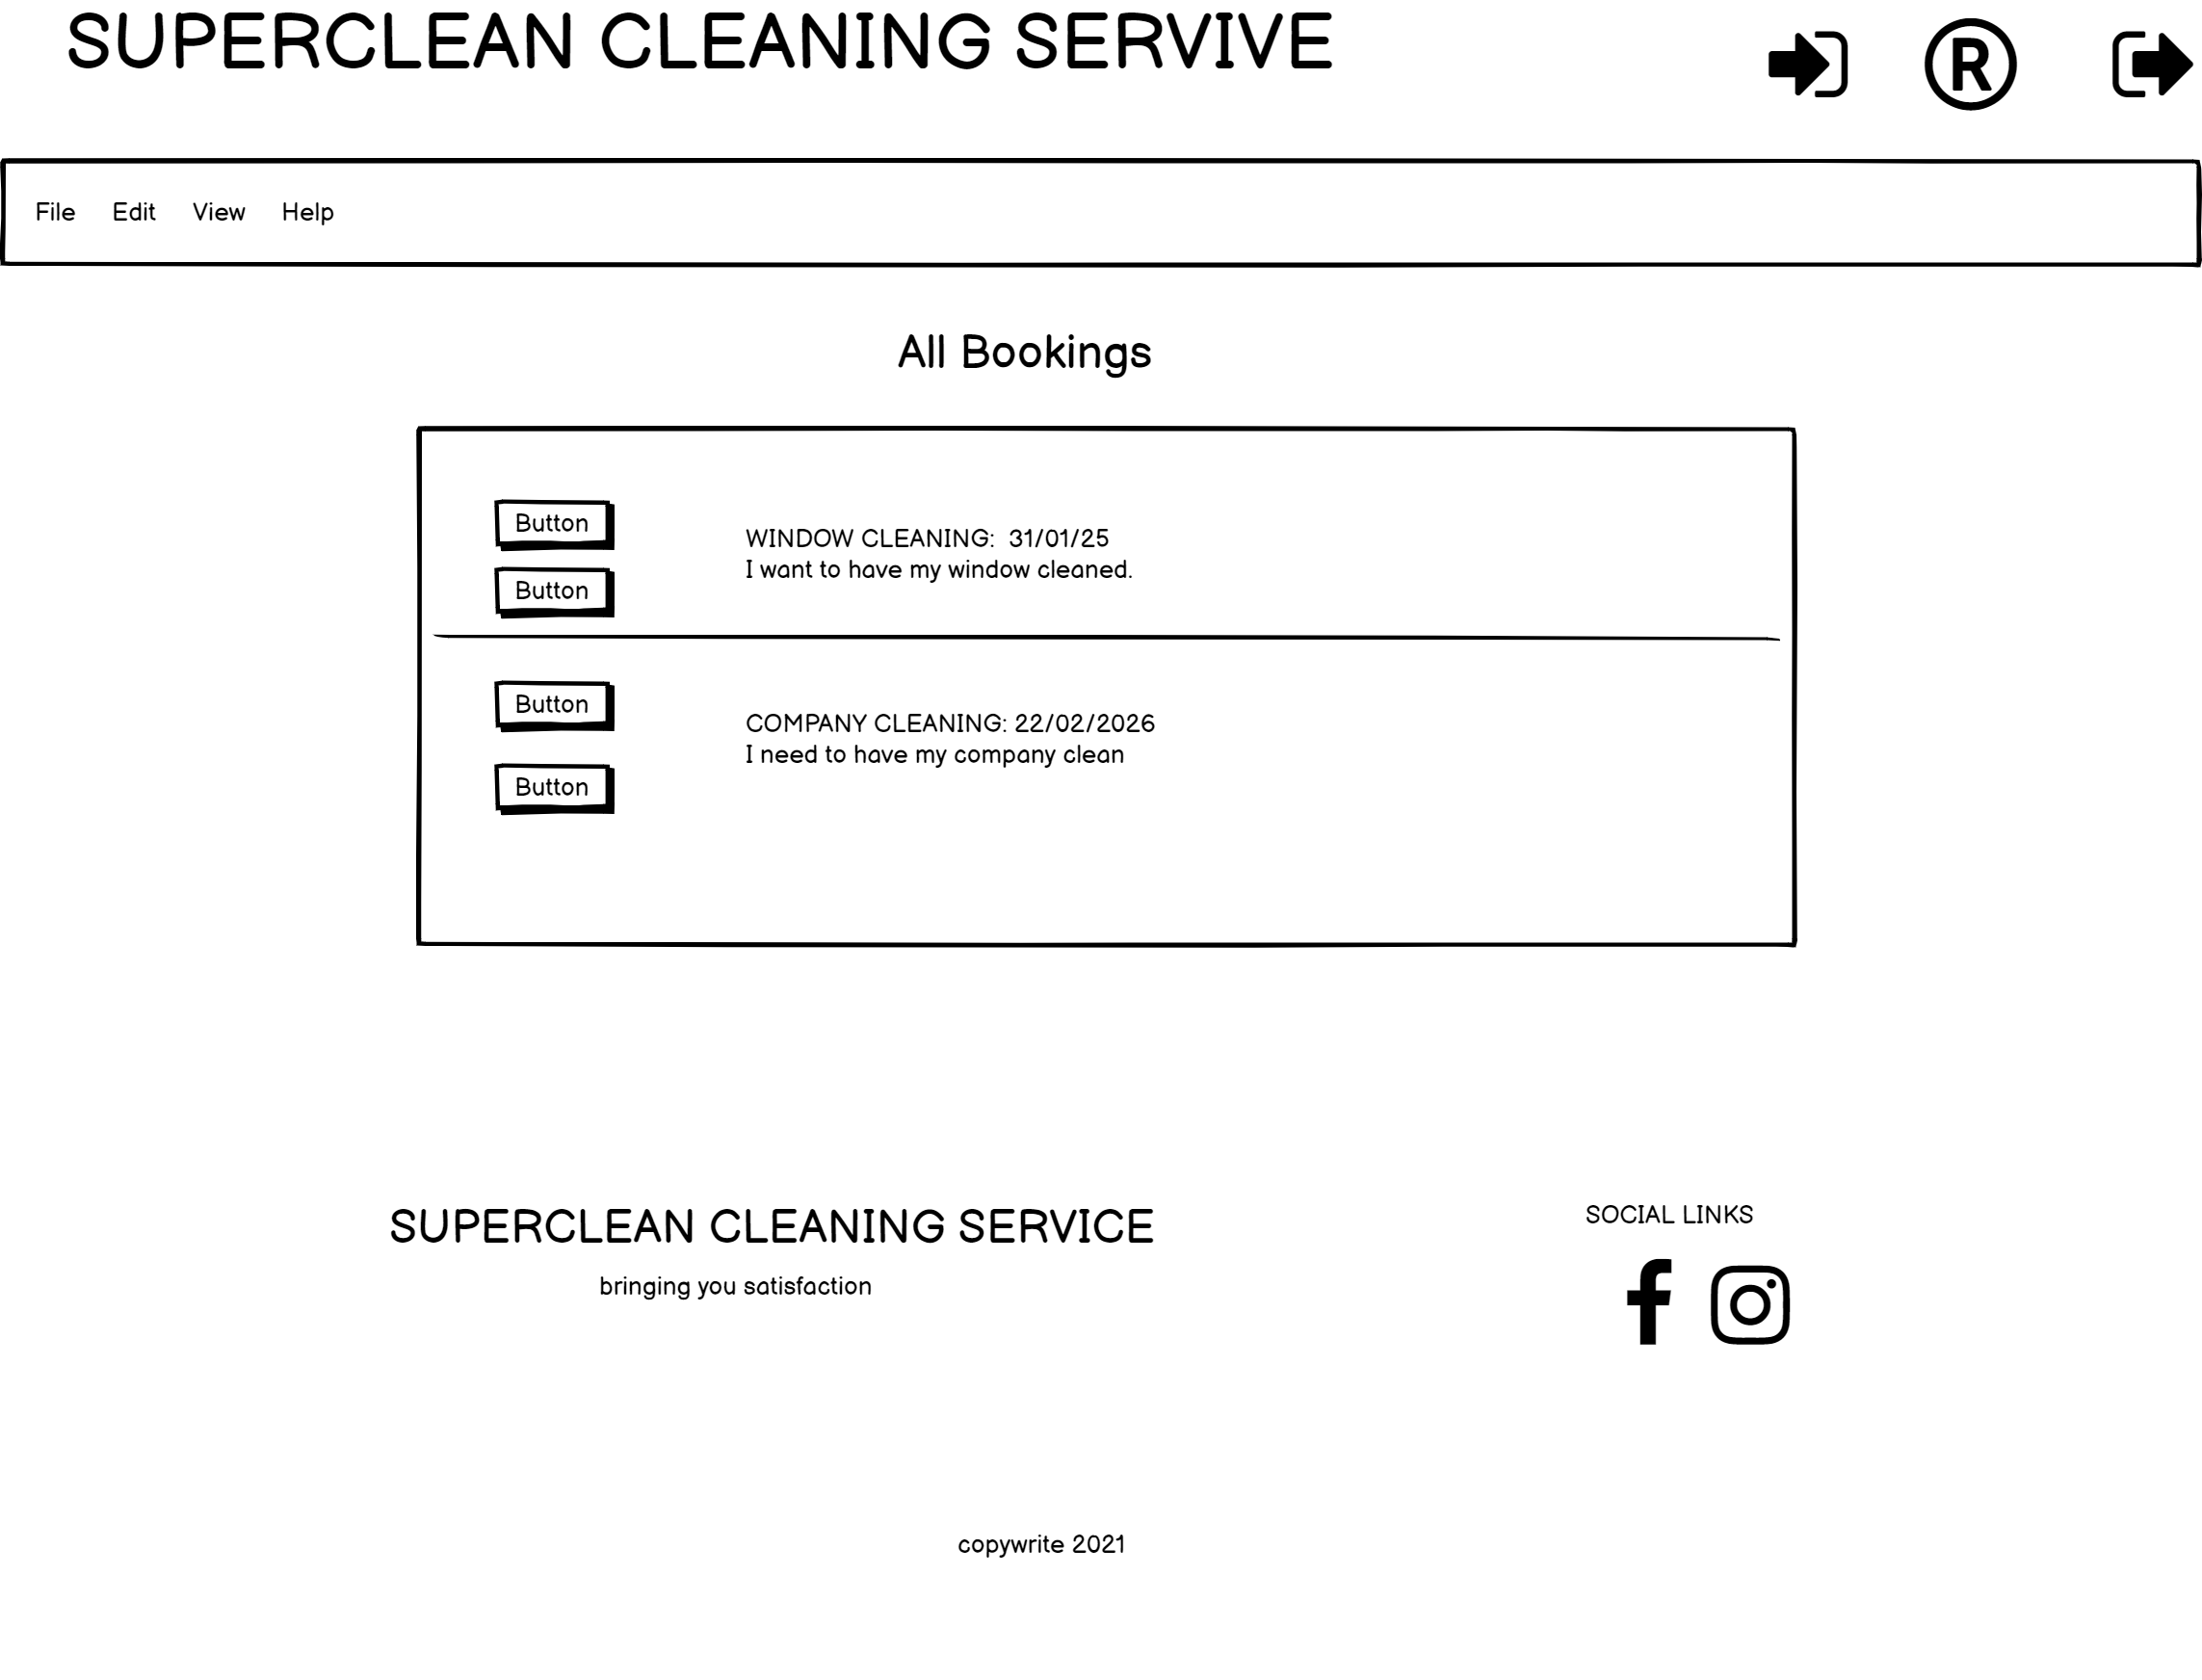 SUPERCLEAN CLEANING SERVIVE
R
File Edit View Help
All Bookings
Button
WINDOW CLEANING: 31/01/25
I want to have my window cleaned.
Button
Button
COMPANY CLEANING: 22/02/2026
I need to have my company clean
Button
SUPERCLEAN CLEANING SERVICE
bringing you satisfaction
SOCIAL LINKS
copywrite 2021